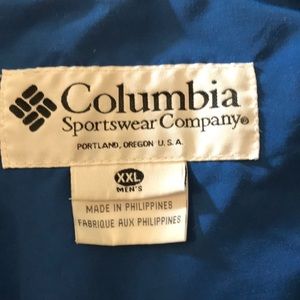 Columbia
Sportswear Company®
PORTLAND, OREGON U.S.A.
XXL
MEN'S
MADE IN PHILIPPINES
FABRIQUE AUX PHILIPPINES